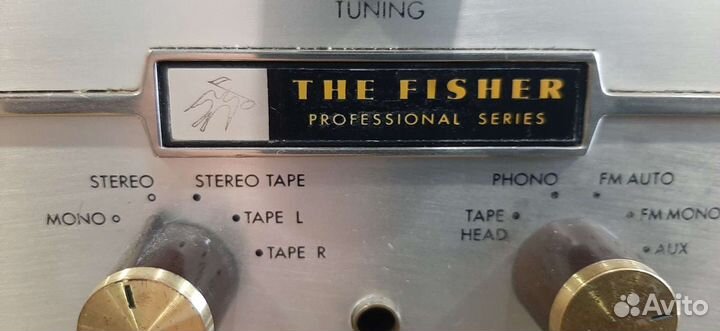 TUNING
THE FISHER
PROFESSIONAL SERIES
STEREO
STEREO TAPE
MONO
TAPE L
TAPE R
PHONO
FM AUTO
TAPE
HEAD
FM MONO
AUX
Avito